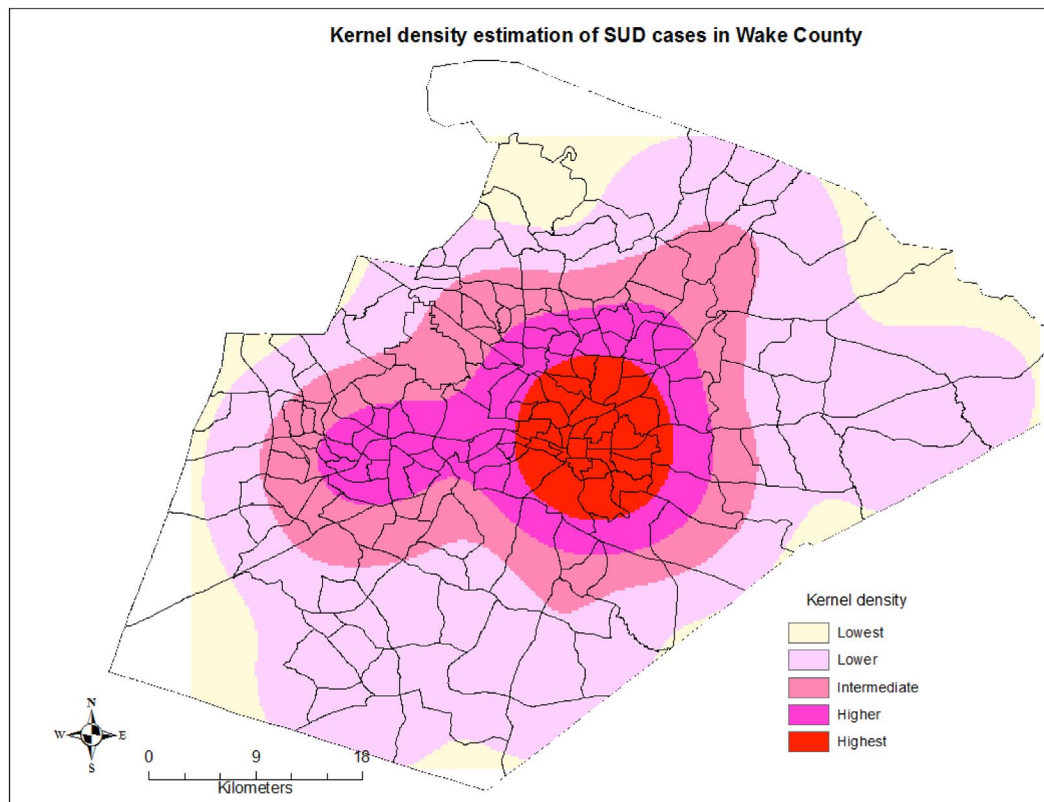 Kernel density estimation of SUD cases in Wake County
Kernel density
Lowest
Lower
Intermediate
Higher
Highest
N
W E
S
0 9 18
Kilometers